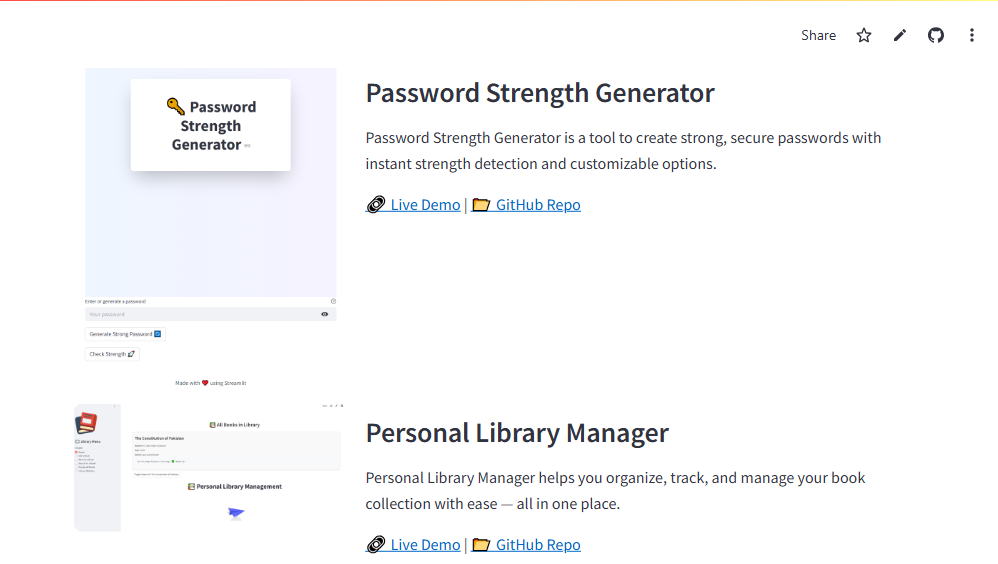 Share
🔑 Password
Strength
Generator
Password Strength Generator
Password Strength Generator is a tool to create strong, secure passwords with
instant strength detection and customizable options.
🔗 Live Demo | 📂 GitHub Repo
Enter or generate a password
Your password
Generate Strong Password
Check Strength 🚀
Made with ❤️ using Streamlit
All Books in Library
The Constitution of Pakistan
Personal Library Management
Personal Library Manager
Personal Library Manager helps you organize, track, and manage your book
collection with ease — all in one place.
🔗 Live Demo | 📂 GitHub Repo